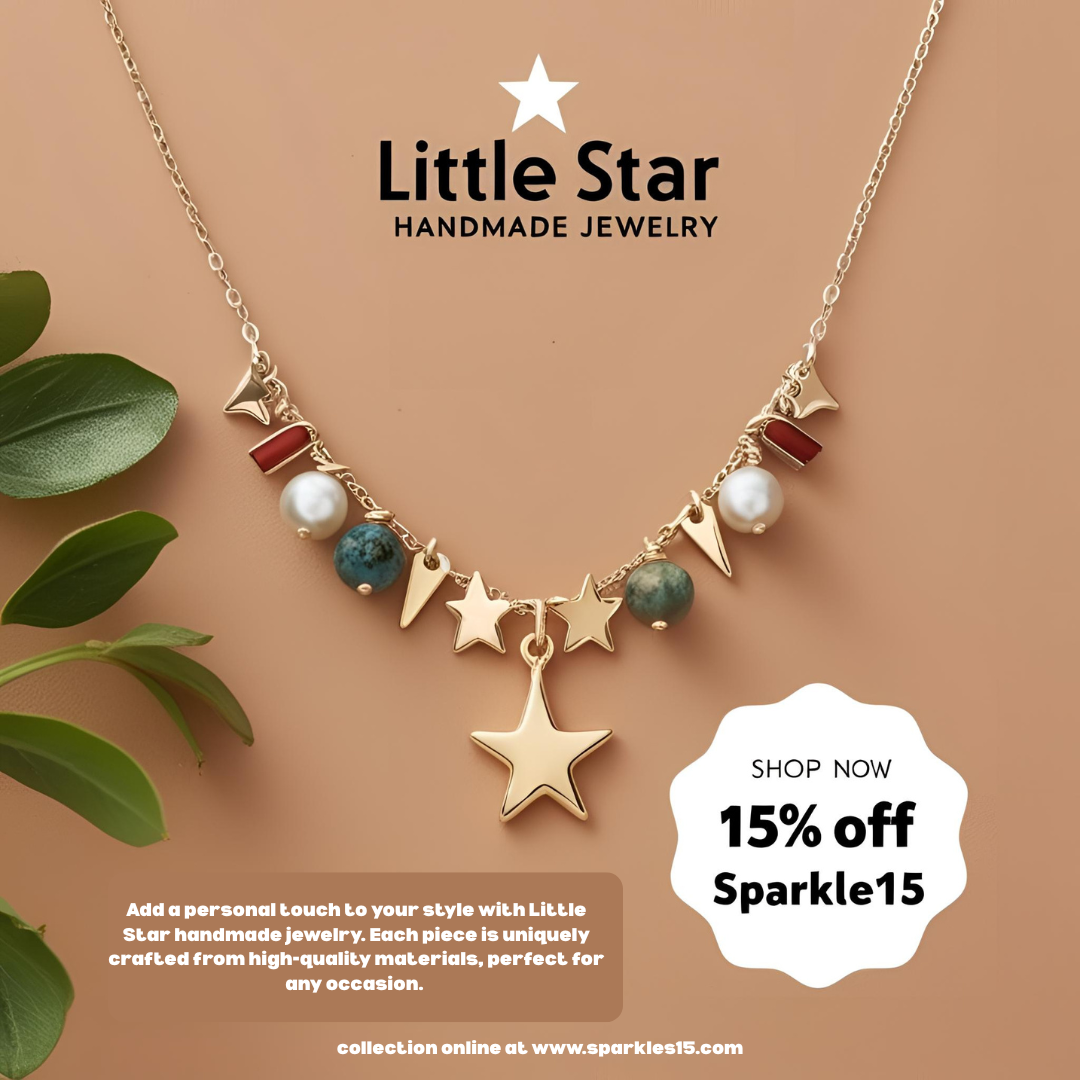 Little Star
HANDMADE JEWELRY
SHOP NOW
15% off
Sparkle15
Add a personal touch to your style with Little
Star handmade jewelry. Each piece is uniquely
crafted from high-quality materials, perfect for
any occasion.
collection online at www.sparkles15.com